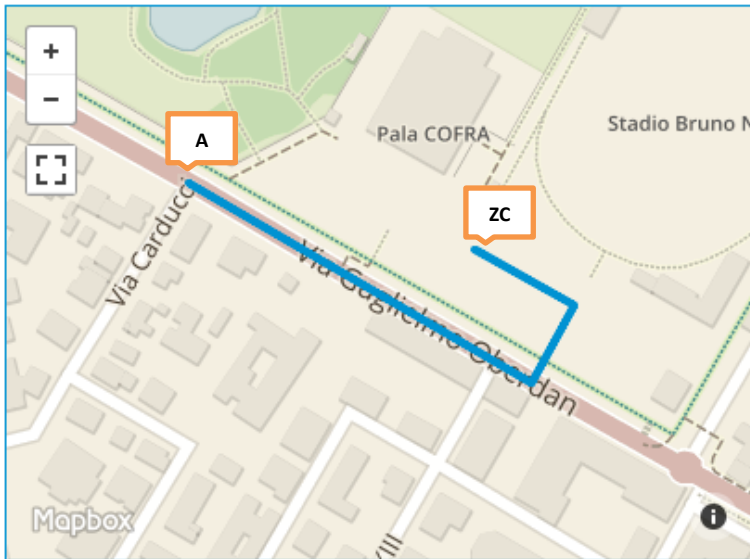 +
−
A
Pala COFRA
Stadio Bruno N
ZC
Via Carducci
Via Guglielmo Oberdan
VIII
Mapbox
i